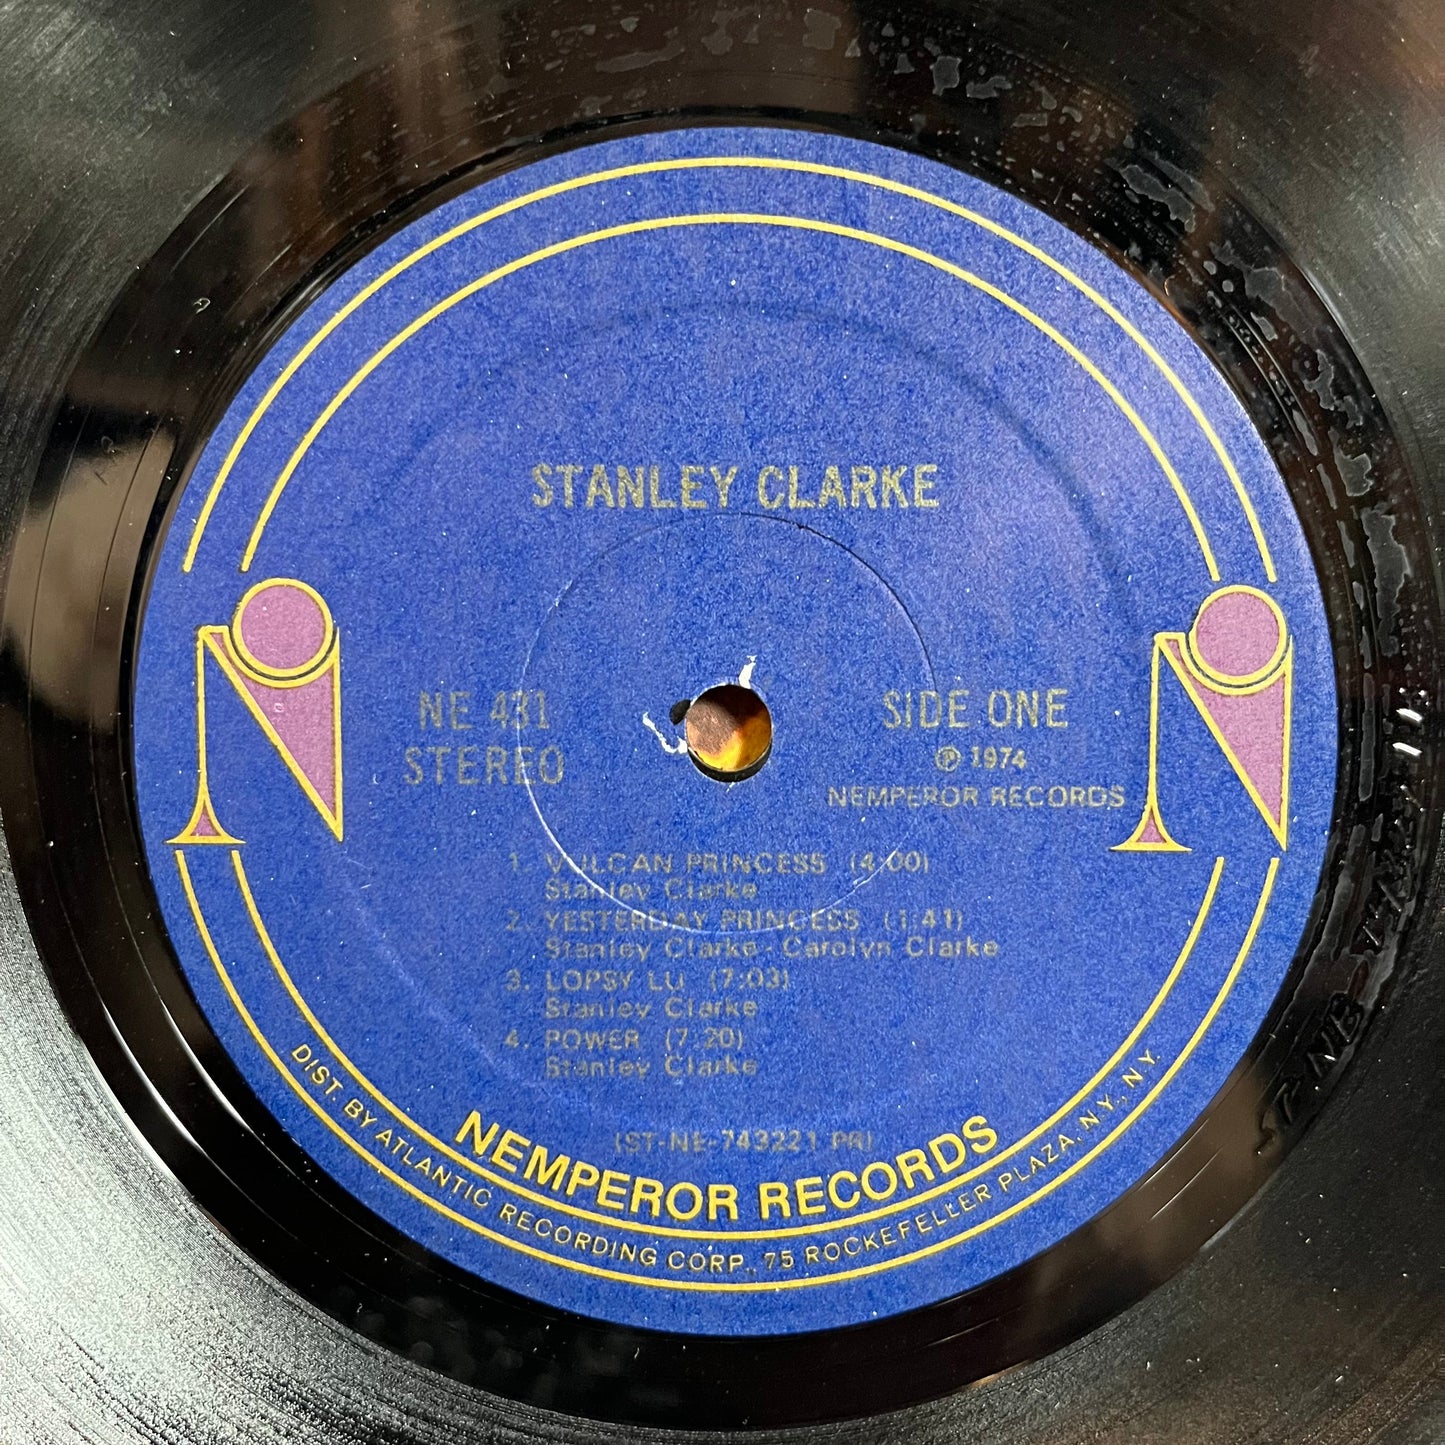 STANLEY CLARKE
NE 431
STEREO
SIDE ONE
Ⓟ 1974
NEMPEROR RECORDS
1. VULCAN PRINCESS (4:00)
Stanley Clarke
2. YESTERDAY PRINCESS (1:41)
Stanley Clarke - Carolyn Clarke
3. LOPSY LU (7:03)
Stanley Clarke
4. POWER (7:20)
Stanley Clarke
(ST-NE-743221 PR)
NEMPEROR RECORDS
DIST. BY ATLANTIC RECORDING CORP., 75 ROCKEFELLER PLAZA, N.Y., N.Y.